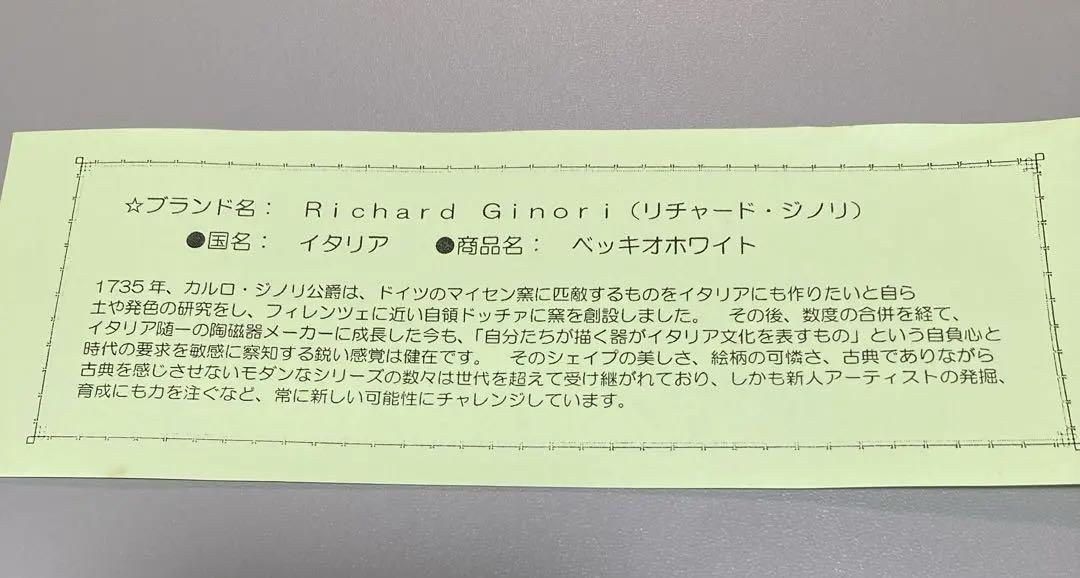 ☆ブランド名： Richard Ginori（リチャード・ジノリ）
●国名： イタリア ●商品名： ベッキオホワイト
1735年、カルロ・ジノリ公爵は、ドイツのマイセン窯に匹敵するものをイタリアにも作りたいと自ら
土や発色の研究をし、フィレンツェに近い自領ドッチァに窯を創設しました。 その後、数度の合併を経て、
イタリア随一の陶磁器メーカーに成長した今も、「自分たちが描く器がイタリア文化を表すもの」という自負心と
時代の要求を敏感に察知する鋭い感覚は健在です。 そのシェイプの美しさ、絵柄の可憐さ、古典でありながら
古典を感じさせないモダンなシリーズの数々は世代を超えて受け継がれており、しかも新人アーティストの発掘、
育成にも力を注ぐなど、常に新しい可能性にチャレンジしています。